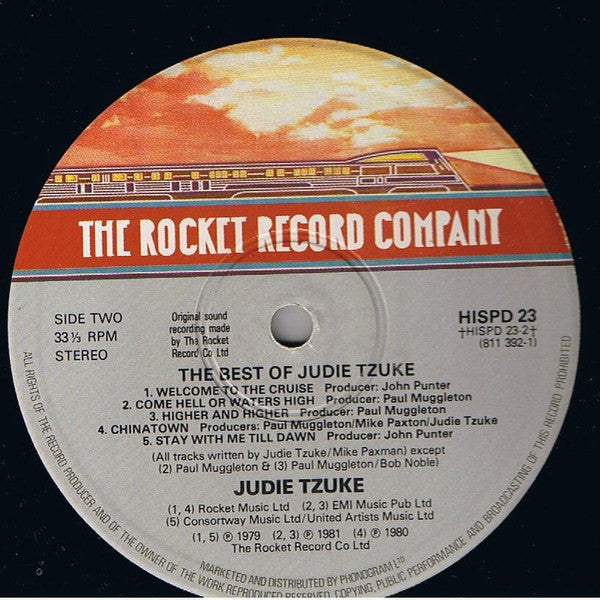 THE ROCKET RECORD COMPANY
SIDE TWO
33⅓ RPM
STEREO
Original sound
recording made
by The Rocket
Record Co Ltd
HISPD 23
†HISPD 23-2†
(811 392-1)
THE BEST OF JUDIE TZUKE
1. WELCOME TO THE CRUISE Producer: John Punter
2. COME HELL OR WATERS HIGH Producer: Paul Muggleton
3. HIGHER AND HIGHER Producer: Paul Muggleton
4. CHINATOWN Producers: Paul Muggleton/Mike Paxton/Judie Tzuke
5. STAY WITH ME TILL DAWN Producer: John Punter
(All tracks written by Judie Tzuke/Mike Paxman) except
(2) Paul Muggleton & (3) Paul Muggleton/Bob Noble)
JUDIE TZUKE
(1, 4) Rocket Music Ltd (2, 3) EMI Music Pub Ltd
(5) Consortway Music Ltd/United Artists Music Ltd
(1, 5) ℗ 1979 (2, 3) ℗ 1981 (4) ℗ 1980
The Rocket Record Co Ltd
MARKETED AND DISTRIBUTED BY PHONOGRAM LTD
ALL RIGHTS OF THE RECORD PRODUCER AND OF THE OWNER OF THE WORK REPRODUCED RESERVED. COPYING, PUBLIC PERFORMANCE AND BROADCASTING OF THIS RECORD PROHIBITED